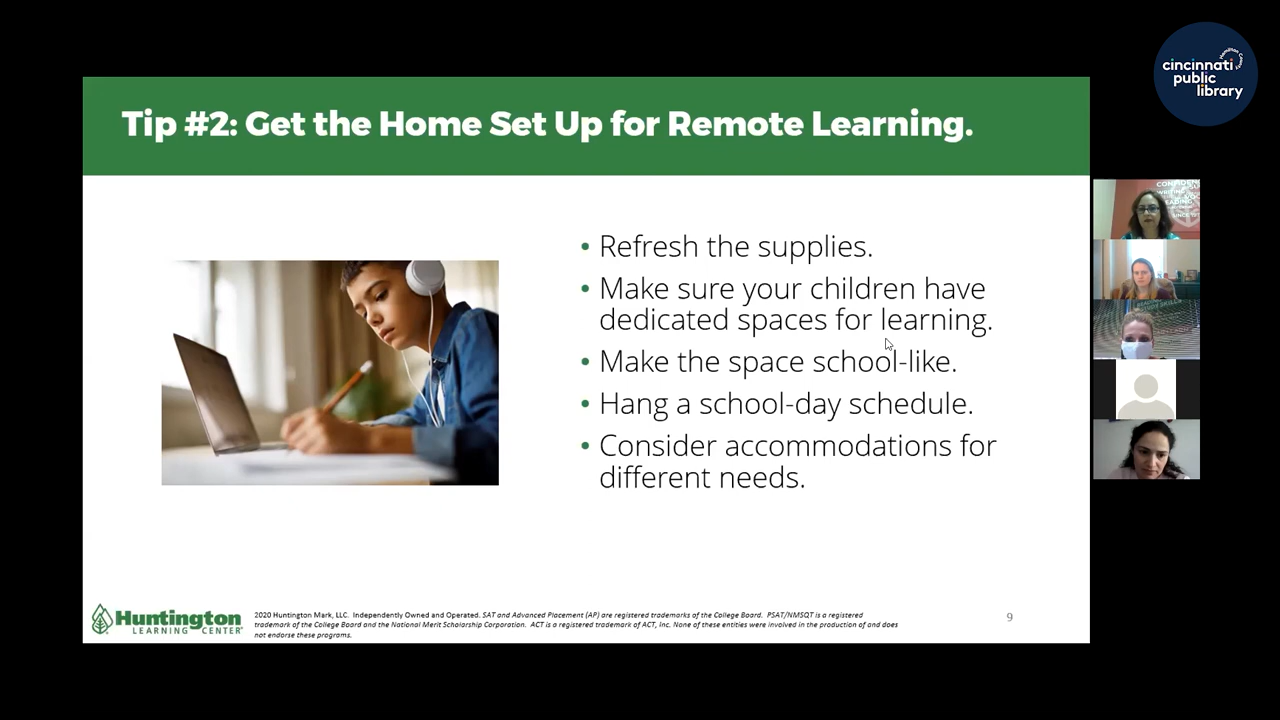 cincinnati
public
library
Tip #2: Get the Home Set Up for Remote Learning.
• Refresh the supplies.
• Make sure your children have
dedicated spaces for learning.
• Make the space school-like.
• Hang a school-day schedule.
• Consider accommodations for
different needs.
Huntington
LEARNING CENTER
2020 Huntington Mark, LLC. Independently Owned and Operated. SAT and Advanced Placement (AP) are registered trademarks of the College Board. PSAT/NMSQT is a registered
trademark of the College Board and the National Merit Scholarship Corporation. ACT is a registered trademark of ACT, Inc. None of these entities were involved in the production of and does
not endorse these programs.
9